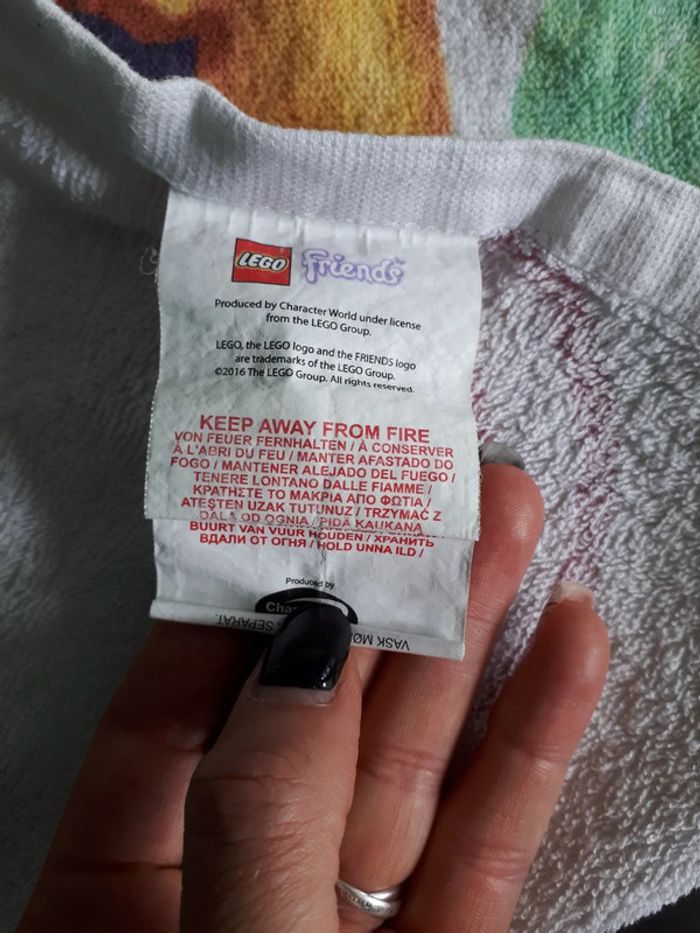 LEGO friends
Produced by Character World under license
from the LEGO Group.
LEGO, the LEGO logo and the FRIENDS logo
are trademarks of the LEGO Group.
©2016 The LEGO Group. All rights reserved.
KEEP AWAY FROM FIRE
VON FEUER FERNHALTEN / À CONSERVER
À L'ABRI DU FEU / MANTER AFASTADO DO
FOGO / MANTENER ALEJADO DEL FUEGO /
TENERE LONTANO DALLE FIAMME /
ΚΡΑΤΗΣΤΕ ΤΟ ΜΑΚΡΙΑ ΑΠΟ ΦΩΤΙΑ /
ATEŞTEN UZAK TUTUNUZ / TRZYMAĆ Z
DALA OD OGNIA / PIDÄ KAUKANA
BUURT VAN VUUR HOUDEN / ХРАНИТЬ
ВДАЛИ ОТ ОГНЯ / HOLD UNNA ILD /
Produced by
Cha
VASK MØ SEPARAT.